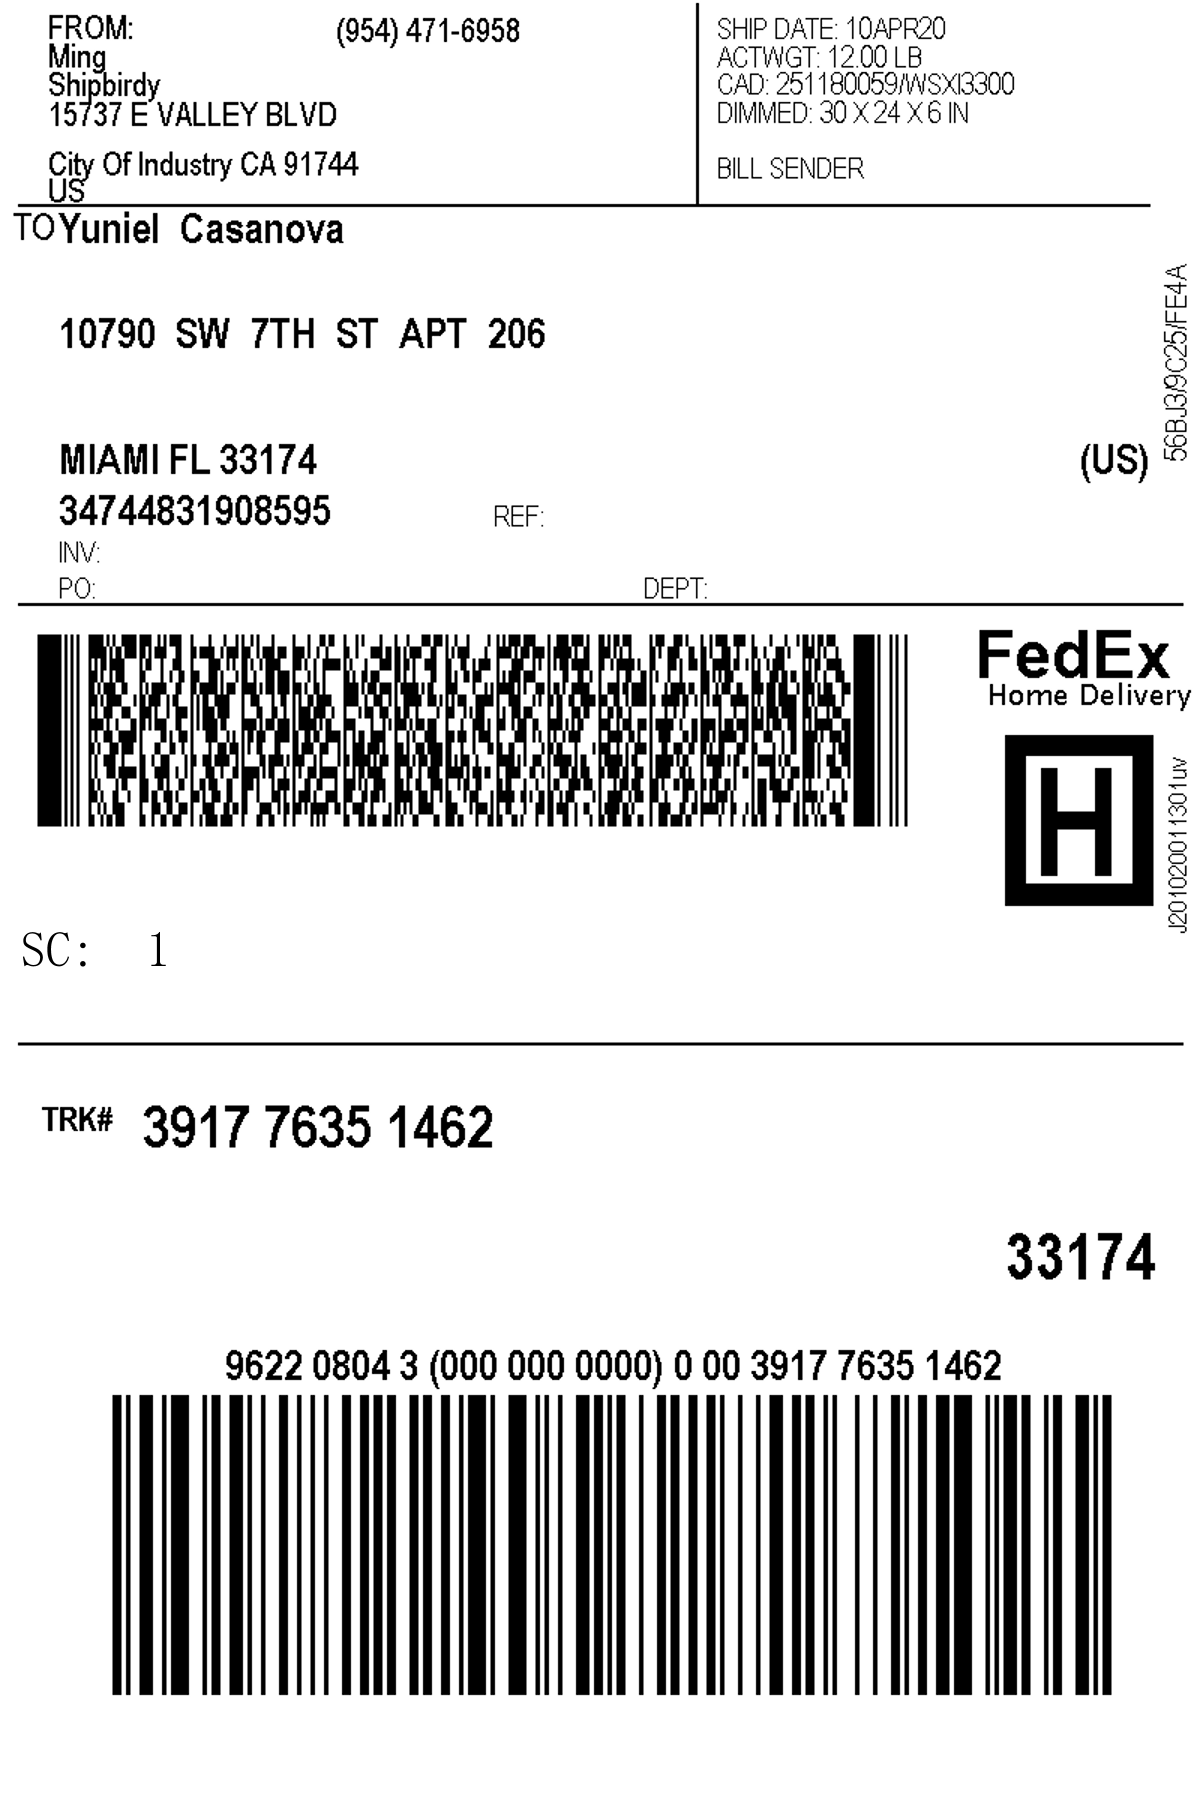 FROM: (954) 471-6958
Ming
Shipbirdy
15737 E VALLEY BLVD
City Of Industry CA 91744
US
SHIP DATE: 10APR20
ACTWGT: 12.00 LB
CAD: 251180059/WSXI3300
DIMMED: 30 X 24 X 6 IN
BILL SENDER
TO Yuniel Casanova
10790 SW 7TH ST APT 206
MIAMI FL 33174
(US)
56BJ3/9C25/FE4A
34744831908595 REF:
INV:
PO: DEPT:
FedEx
Home Delivery
H
J201020011301uv
SC: 1
TRK# 3917 7635 1462
33174
9622 0804 3 (000 000 0000) 0 00 3917 7635 1462